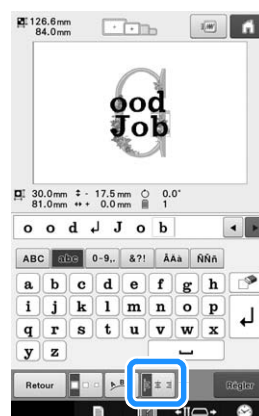 126.6mm
84.0mm
ood
Job
30.0mm - 17.5mm 0.0°
81.0mm + 0.0mm 1
o o d ↲ J o b
ABC abc 0~9,. &?! ÄÀà ÑÑñ
a b c d e f g h
i j k l m n o p
q r s t u v w x
y z
Retour Régler